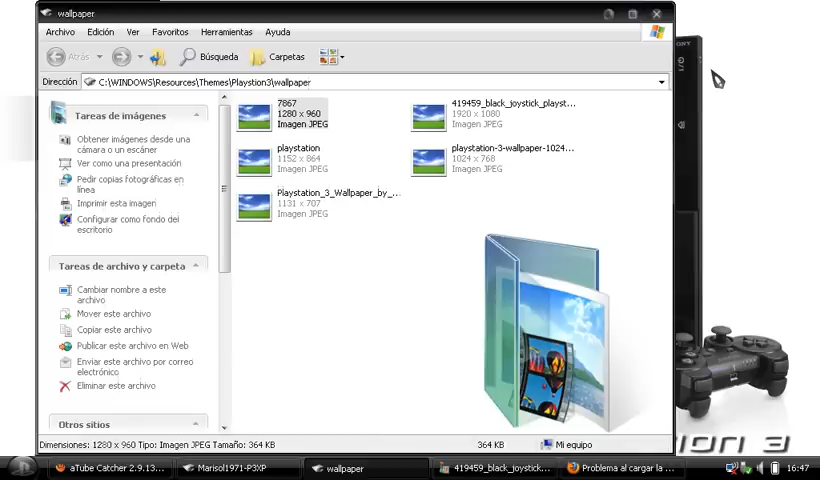 wallpaper
Archivo Edición Ver Favoritos Herramientas Ayuda
Atrás Búsqueda Carpetas
Dirección C:\WINDOWS\Resources\Themes\Playstion3\wallpaper
SONY
Tareas de imágenes
Obtener imágenes desde una
cámara o un escáner
Ver como una presentación
Pedir copias fotográficas en
línea
Imprimir esta imagen
Configurar como fondo del
escritorio
Tareas de archivo y carpeta
Cambiar nombre a este
archivo
Mover este archivo
Copiar este archivo
Publicar este archivo en Web
Enviar este archivo por correo
electrónico
Eliminar este archivo
Otros sitios
7867
1280 x 960
Imagen JPEG
419459_black_joystick_playst...
1920 x 1080
Imagen JPEG
playstation
1152 x 864
Imagen JPEG
playstation-3-wallpaper-1024...
1024 x 768
Imagen JPEG
Playstation_3_Wallpaper_by_...
1131 x 707
Imagen JPEG
Dimensiones: 1280 x 960 Tipo: Imagen JPEG Tamaño: 364 KB 364 KB Mi equipo
aTube Catcher 2.9.13... Marisol1971-P3XP wallpaper 419459_black_joystick... Problema al cargar la ... 16:47